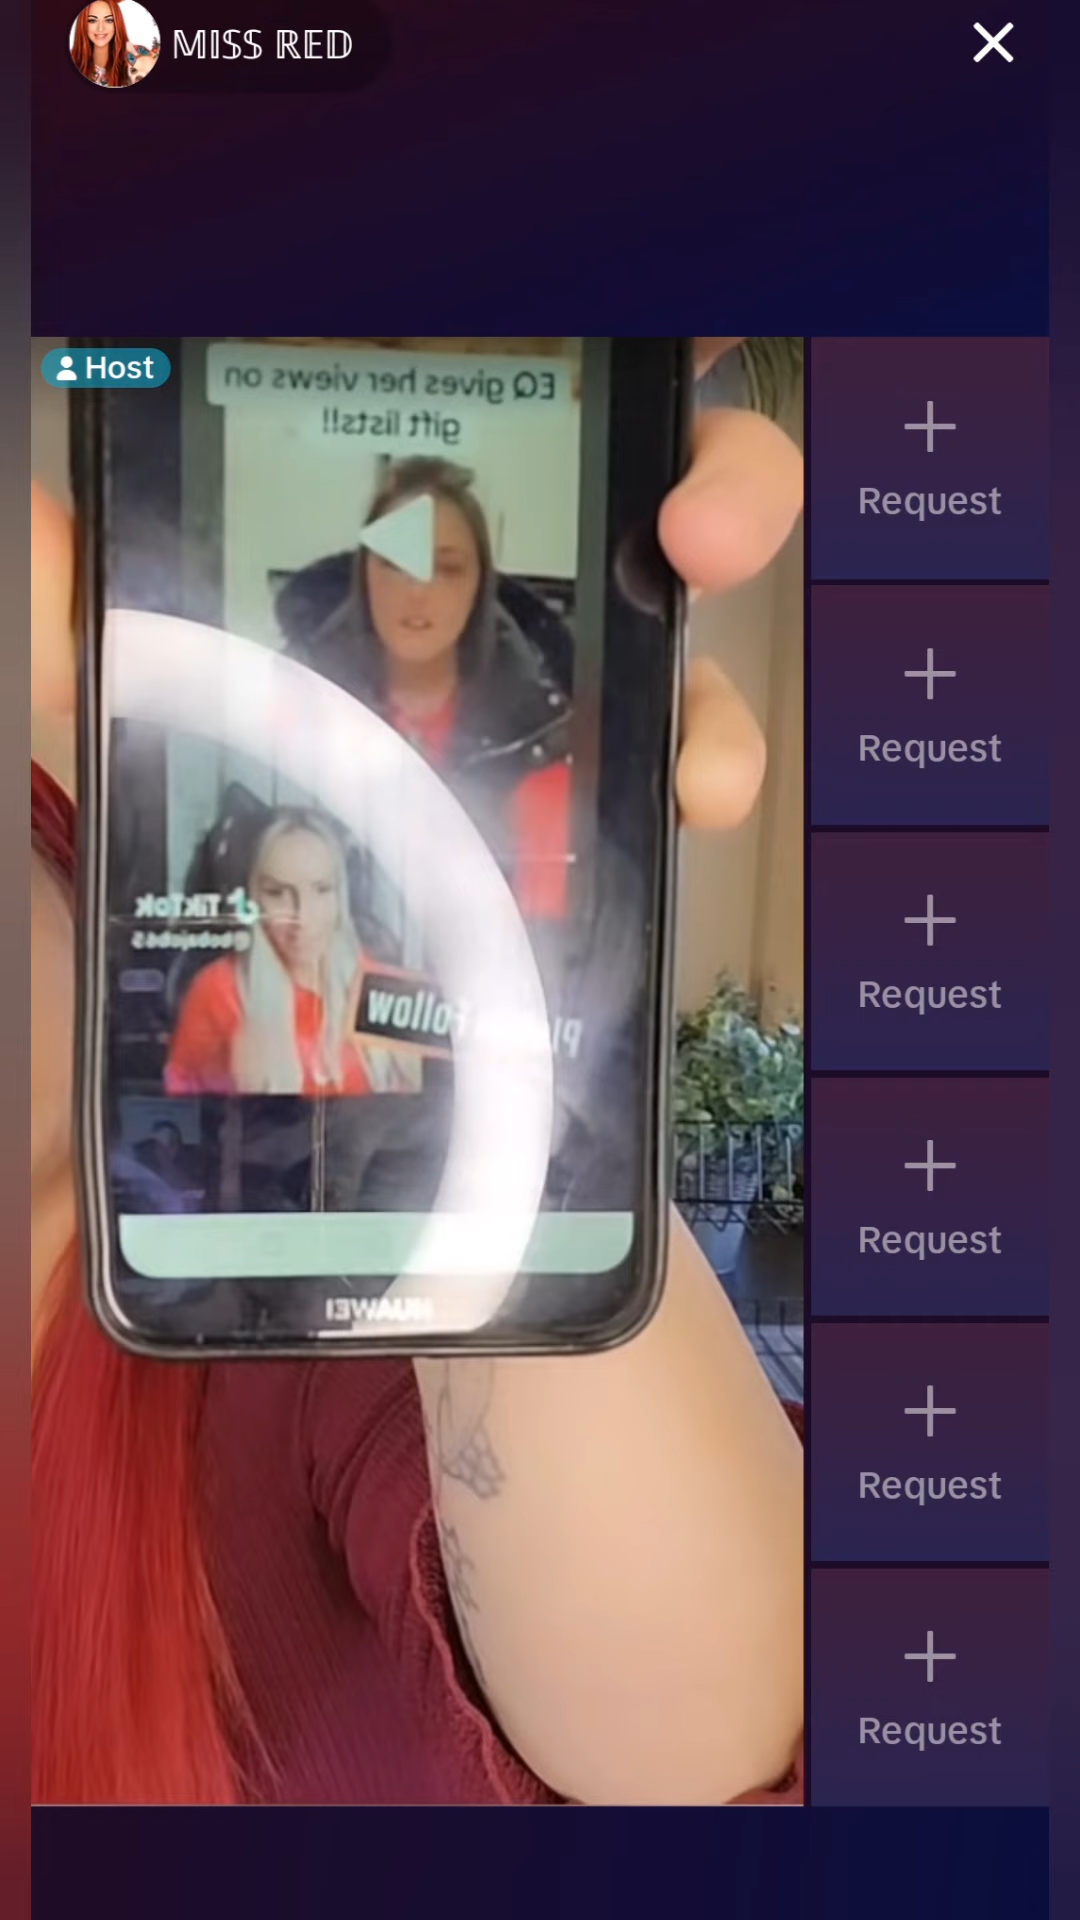 MISS RED
Host
EQ gives her views on
gift lists!!
TikTok
follow
HUAWEI
Request
Request
Request
Request
Request
Request